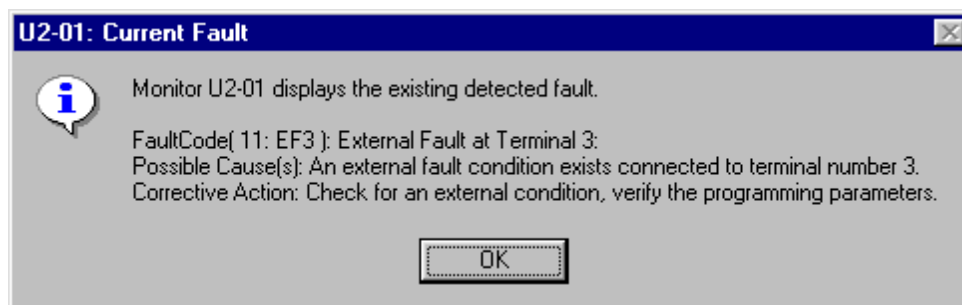 U2-01: Current Fault
Monitor U2-01 displays the existing detected fault.
FaultCode( 11: EF3 ): External Fault at Terminal 3:
Possible Cause(s): An external fault condition exists connected to terminal number 3.
Corrective Action: Check for an external condition, verify the programming parameters.
OK